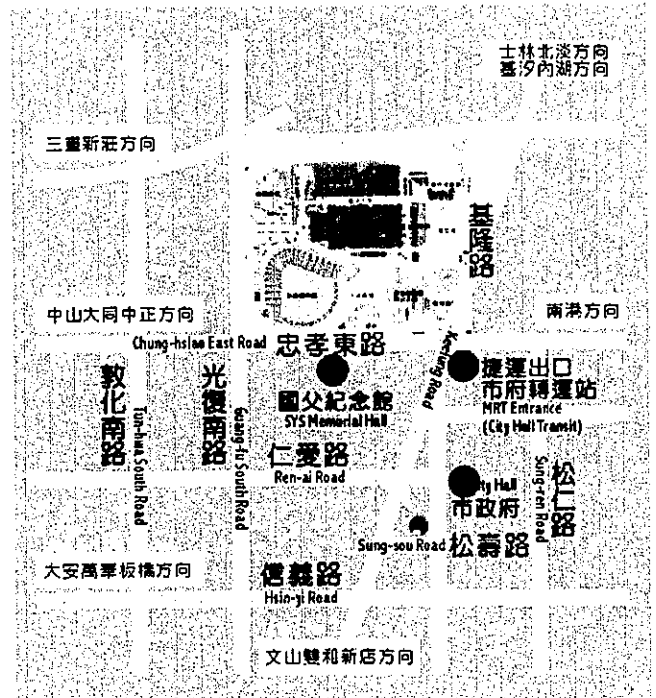 士林北淡方向
基汐內湖方向
三重新莊方向
基隆路
中山大同中正方向
南港方向
Chung-hsiao East Road
忠孝東路
Keelung Road
捷運出口
市府轉運站
MRT Entrance
(City Hall Transit)
國父紀念館
SYS Memorial Hall
敦化南路
Tun-hwa South Road
光復南路
Guang-fu South Road
仁愛路
Ren-ai Road
ty Hall
市政府
松仁路
Sung-ren Road
Sung-sou Road
松壽路
大安萬華板橋方向
信義路
Hsin-yi Road
文山雙和新店方向